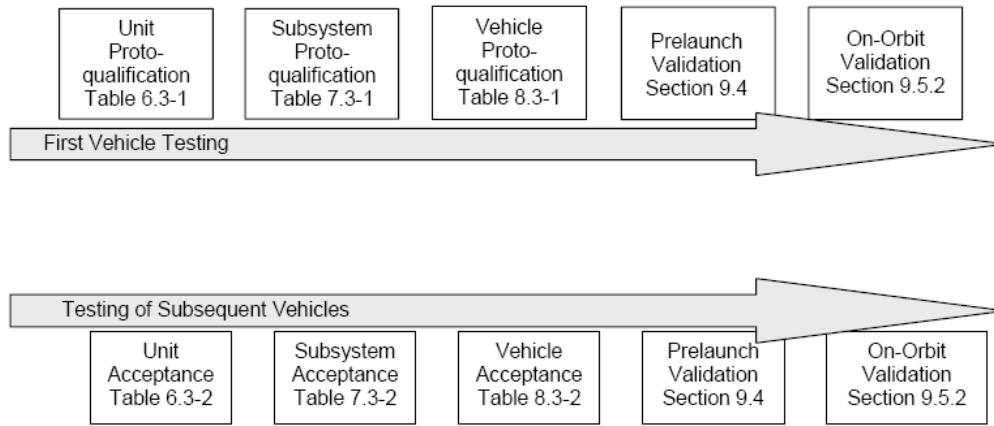 Unit
Proto-
qualification
Table 6.3-1
Subsystem
Proto-
qualification
Table 7.3-1
Vehicle
Proto-
qualification
Table 8.3-1
Prelaunch
Validation
Section 9.4
On-Orbit
Validation
Section 9.5.2
First Vehicle Testing
Testing of Subsequent Vehicles
Unit
Acceptance
Table 6.3-2
Subsystem
Acceptance
Table 7.3-2
Vehicle
Acceptance
Table 8.3-2
Prelaunch
Validation
Section 9.4
On-Orbit
Validation
Section 9.5.2